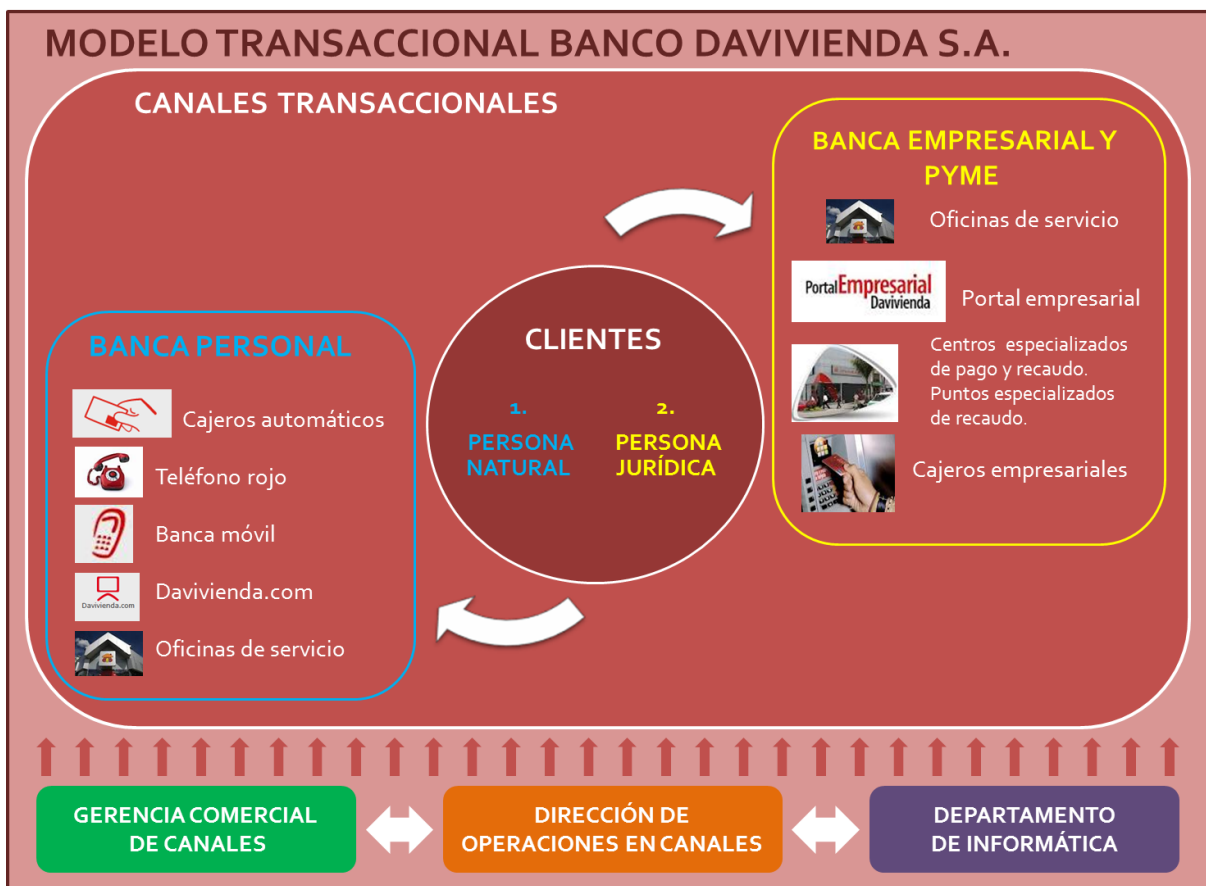 MODELO TRANSACCIONAL BANCO DAVIVIENDA S.A.
CANALES TRANSACCIONALES
BANCA EMPRESARIAL Y
PYME
Oficinas de servicio
PortalEmpresarial
Davivienda
Portal empresarial
Centros especializados
de pago y recaudo.
Puntos especializados
de recaudo.
Cajeros empresariales
CLIENTES
1.
PERSONA
NATURAL
2.
PERSONA
JURÍDICA
BANCA PERSONAL
Cajeros automáticos
Teléfono rojo
Banca móvil
Davivienda.com
Davivienda.com
Oficinas de servicio
GERENCIA COMERCIAL
DE CANALES
DIRECCIÓN DE
OPERACIONES EN CANALES
DEPARTAMENTO
DE INFORMÁTICA